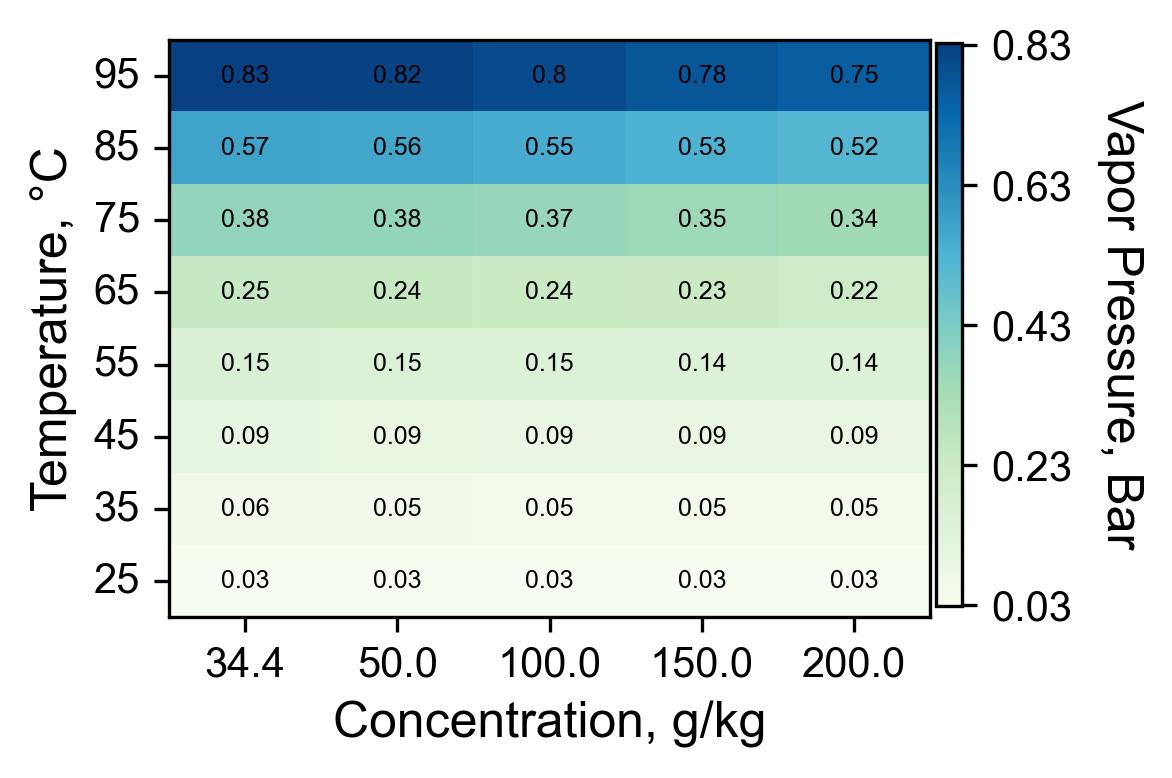 95 0.83 0.82 0.8 0.78 0.75
85 0.57 0.56 0.55 0.53 0.52
75 0.38 0.38 0.37 0.35 0.34
65 0.25 0.24 0.24 0.23 0.22
55 0.15 0.15 0.15 0.14 0.14
45 0.09 0.09 0.09 0.09 0.09
35 0.06 0.05 0.05 0.05 0.05
25 0.03 0.03 0.03 0.03 0.03
34.4 50.0 100.0 150.0 200.0
Concentration, g/kg
Temperature, °C
0.83
0.63
0.43
0.23
0.03
Vapor Pressure, Bar